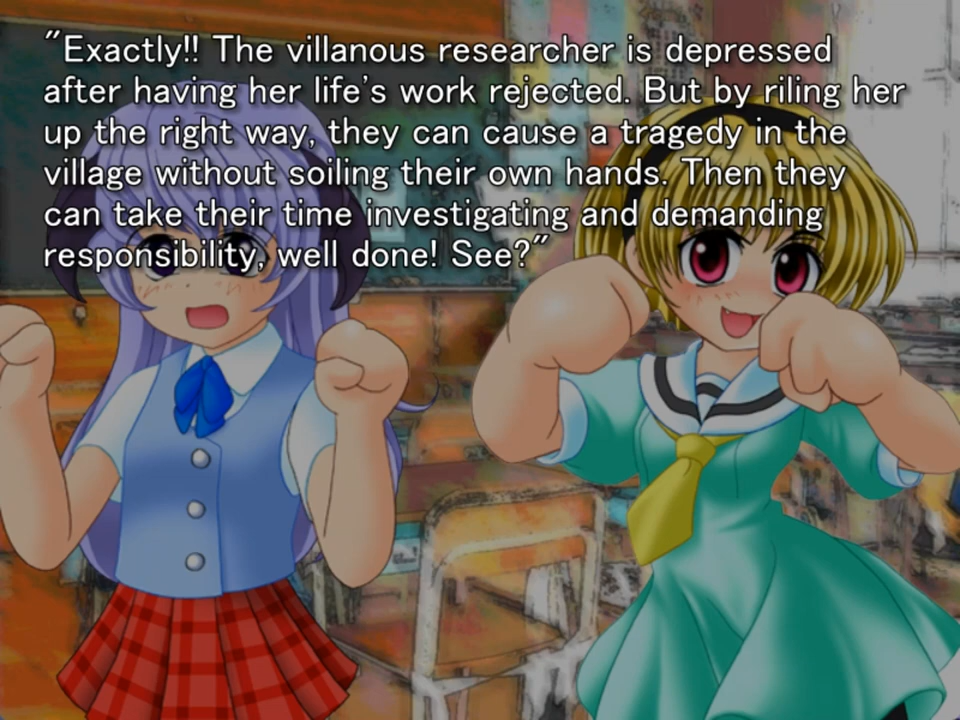 "Exactly!! The villanous researcher is depressed
after having her life's work rejected. But by riling her
up the right way, they can cause a tragedy in the
village without soiling their own hands. Then they
can take their time investigating and demanding
responsibility, well done! See?"